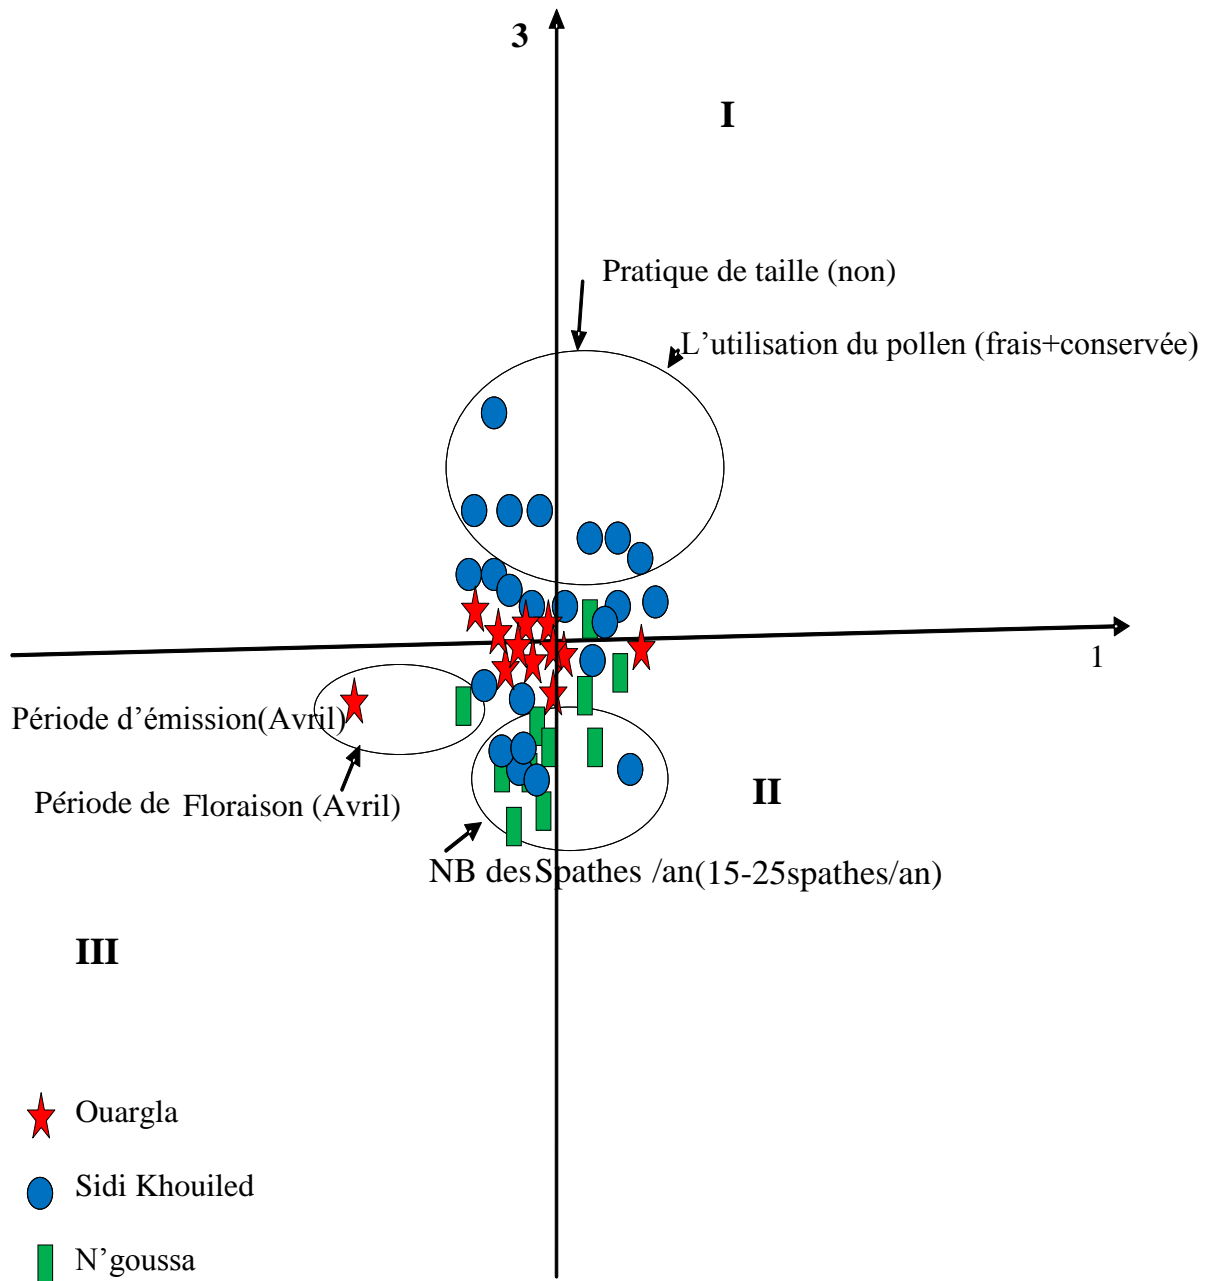 3
I
Pratique de taille (non)
L’utilisation du pollen (frais+conservée)
1
Période d’émission(Avril)
Période de Floraison (Avril)
II
NB des Spathes /an(15-25spathes/an)
III
Ouargla
Sidi Khouiled
N’goussa